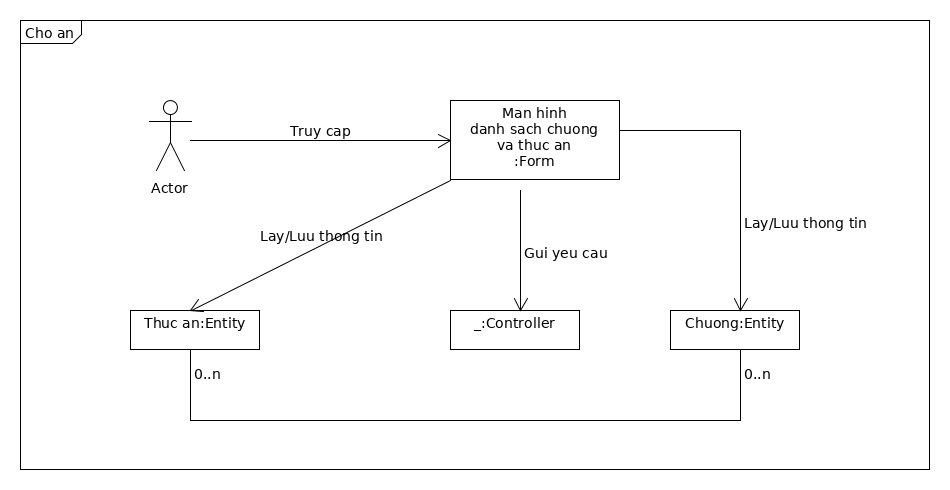 Cho an
Man hinh
danh sach chuong
va thuc an
:Form
Truy cap
Actor
Lay/Luu thong tin
Gui yeu cau
Lay/Luu thong tin
Thuc an:Entity
_:Controller
Chuong:Entity
0..n
0..n